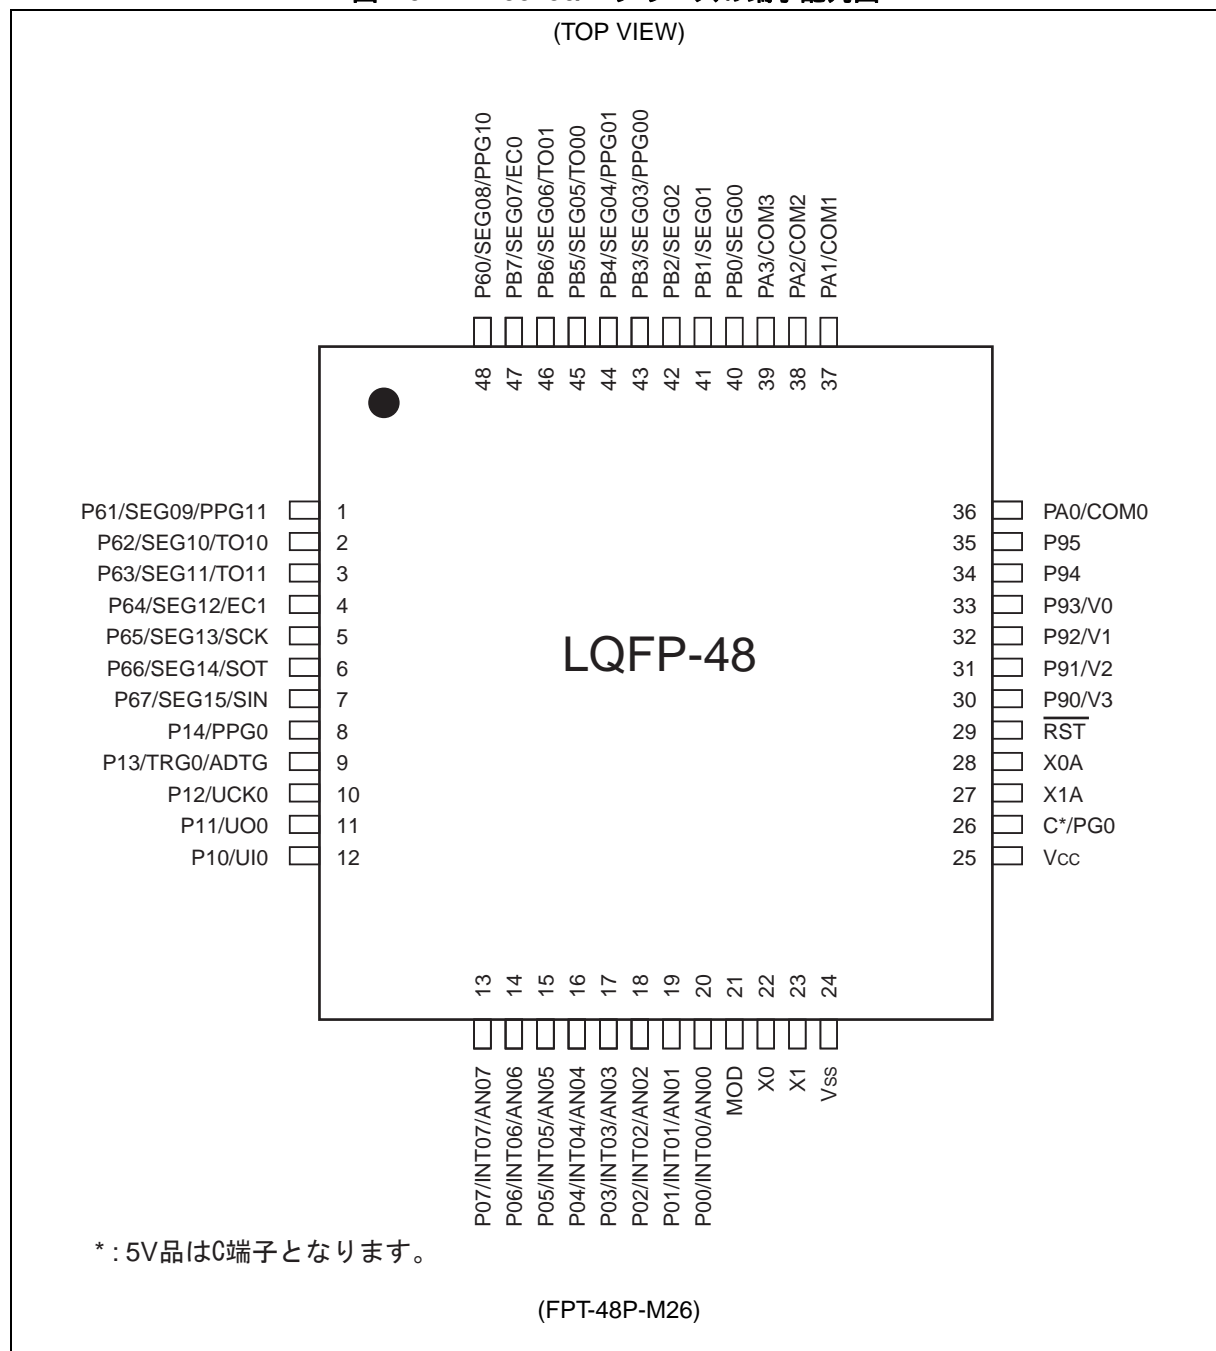 (TOP VIEW)
P60/SEG08/PPG10
PB7/SEG07/EC0
PB6/SEG06/TO01
PB5/SEG05/TO00
PB4/SEG04/PPG01
PB3/SEG03/PPG00
PB2/SEG02
PB1/SEG01
PB0/SEG00
PA3/COM3
PA2/COM2
PA1/COM1
48 47 46 45 44 43 42 41 40 39 38 37
P61/SEG09/PPG11 1
P62/SEG10/TO10 2
P63/SEG11/TO11 3
P64/SEG12/EC1 4
P65/SEG13/SCK 5
P66/SEG14/SOT 6
P67/SEG15/SIN 7
P14/PPG0 8
P13/TRG0/ADTG 9
P12/UCK0 10
P11/UO0 11
P10/UI0 12
LQFP-48
36 PA0/COM0
35 P95
34 P94
33 P93/V0
32 P92/V1
31 P91/V2
30 P90/V3
29 RST
28 X0A
27 X1A
26 C*/PG0
25 Vcc
13 14 15 16 17 18 19 20 21 22 23 24
P07/INT07/AN07
P06/INT06/AN06
P05/INT05/AN05
P04/INT04/AN04
P03/INT03/AN03
P02/INT02/AN02
P01/INT01/AN01
P00/INT00/AN00
MOD
X0
X1
Vss
* : 5V品はC端子となります。
(FPT-48P-M26)